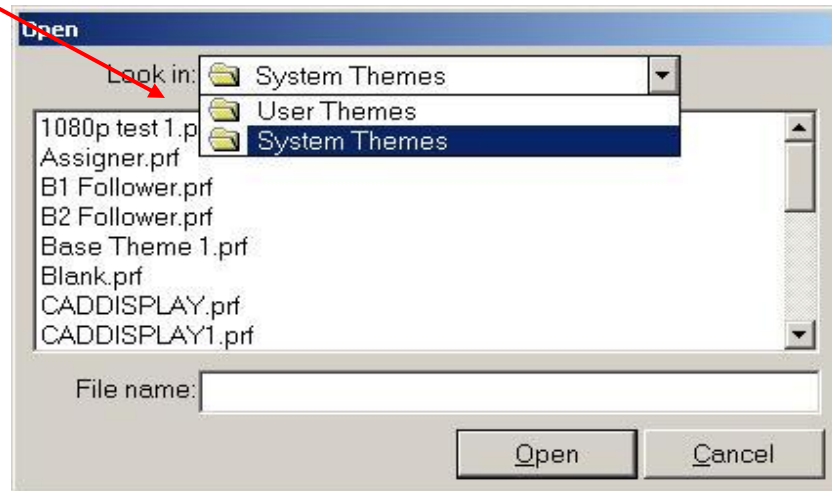 Open
Look in: System Themes
User Themes
System Themes
1080p test 1.p
Assigner.prf
B1 Follower.prf
B2 Follower.prf
Base Theme 1.prf
Blank.prf
CADDISPLAY.prf
CADDISPLAY1.prf
File name:
Open Cancel